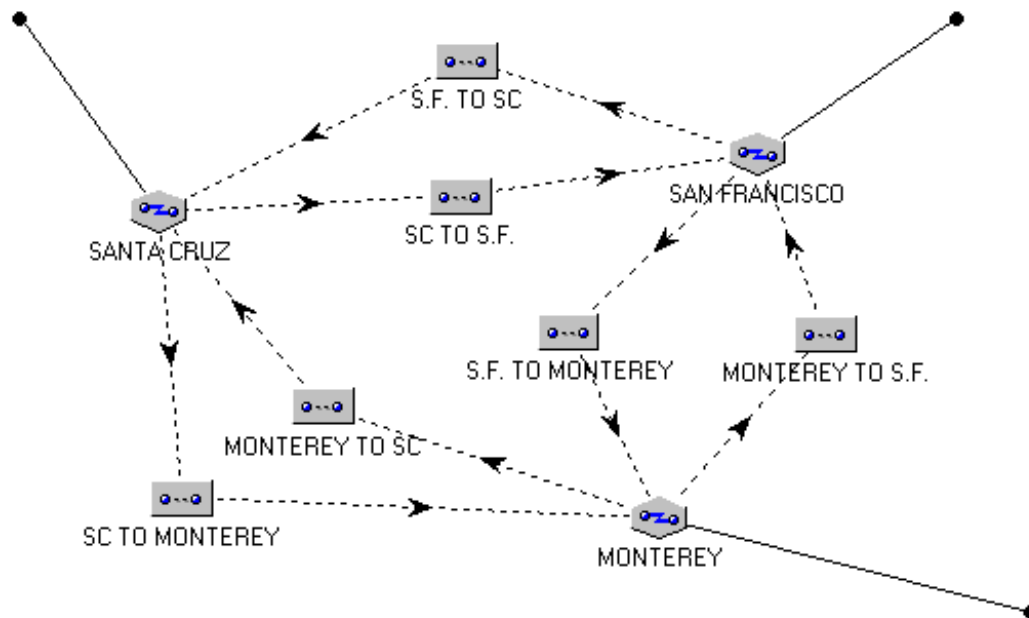 S.F. TO SC
SAN FRANCISCO
SC TO S.F.
SANTA CRUZ
S.F. TO MONTEREY
MONTEREY TO S.F.
MONTEREY TO SC
SC TO MONTEREY
MONTEREY